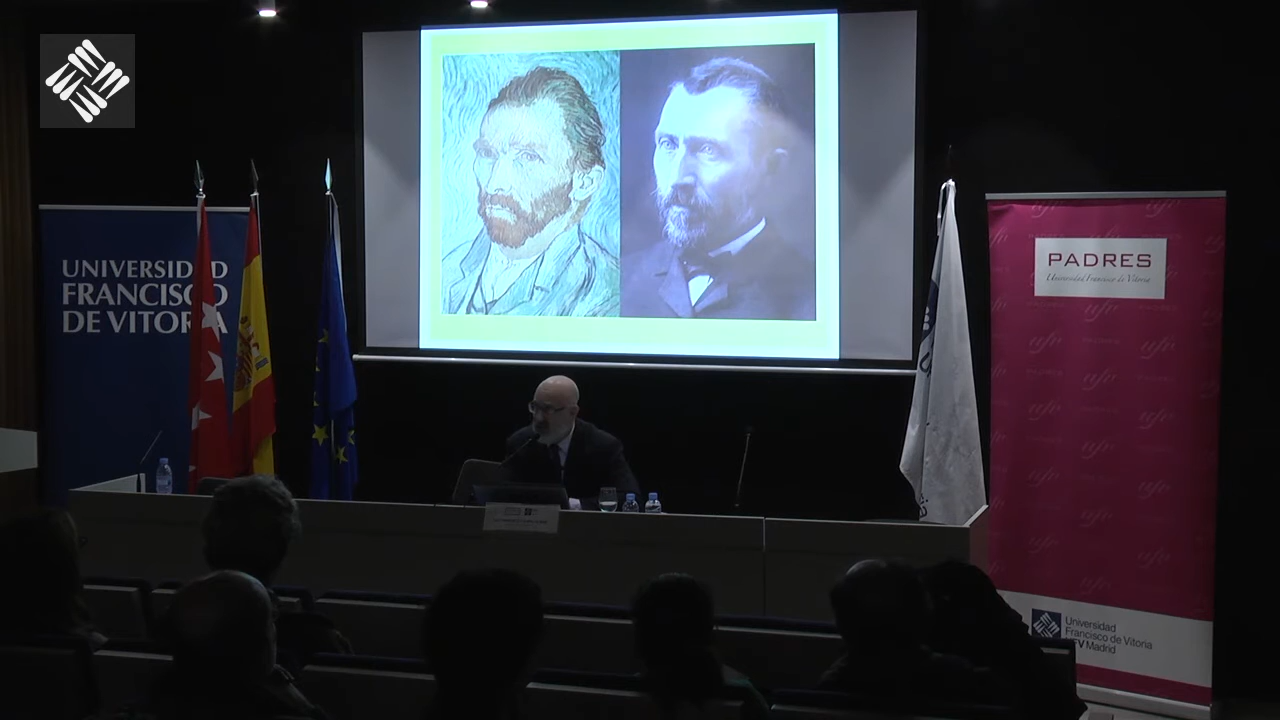 UNIVERSIDAD
FRANCISCO
DE VITORIA
PADRES
Universidad Francisco de Vitoria
Universidad
Francisco de Vitoria
UFV Madrid